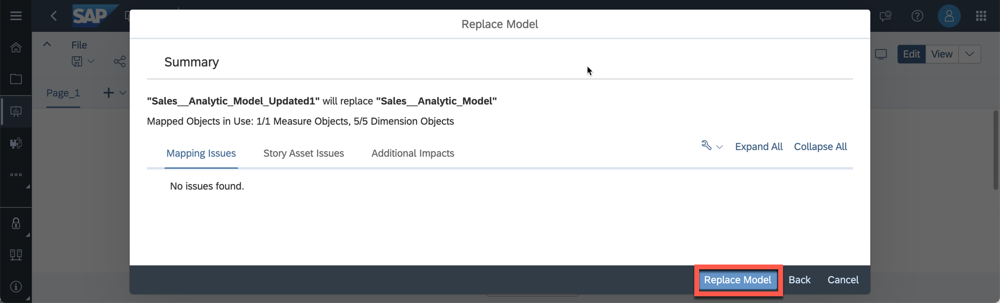 SAP
Replace Model
File
Edit View
Summary
Page_1
"Sales__Analytic_Model_Updated1" will replace "Sales__Analytic_Model"
Mapped Objects in Use: 1/1 Measure Objects, 5/5 Dimension Objects
Mapping Issues Story Asset Issues Additional Impacts Expand All Collapse All
No issues found.
Replace Model Back Cancel